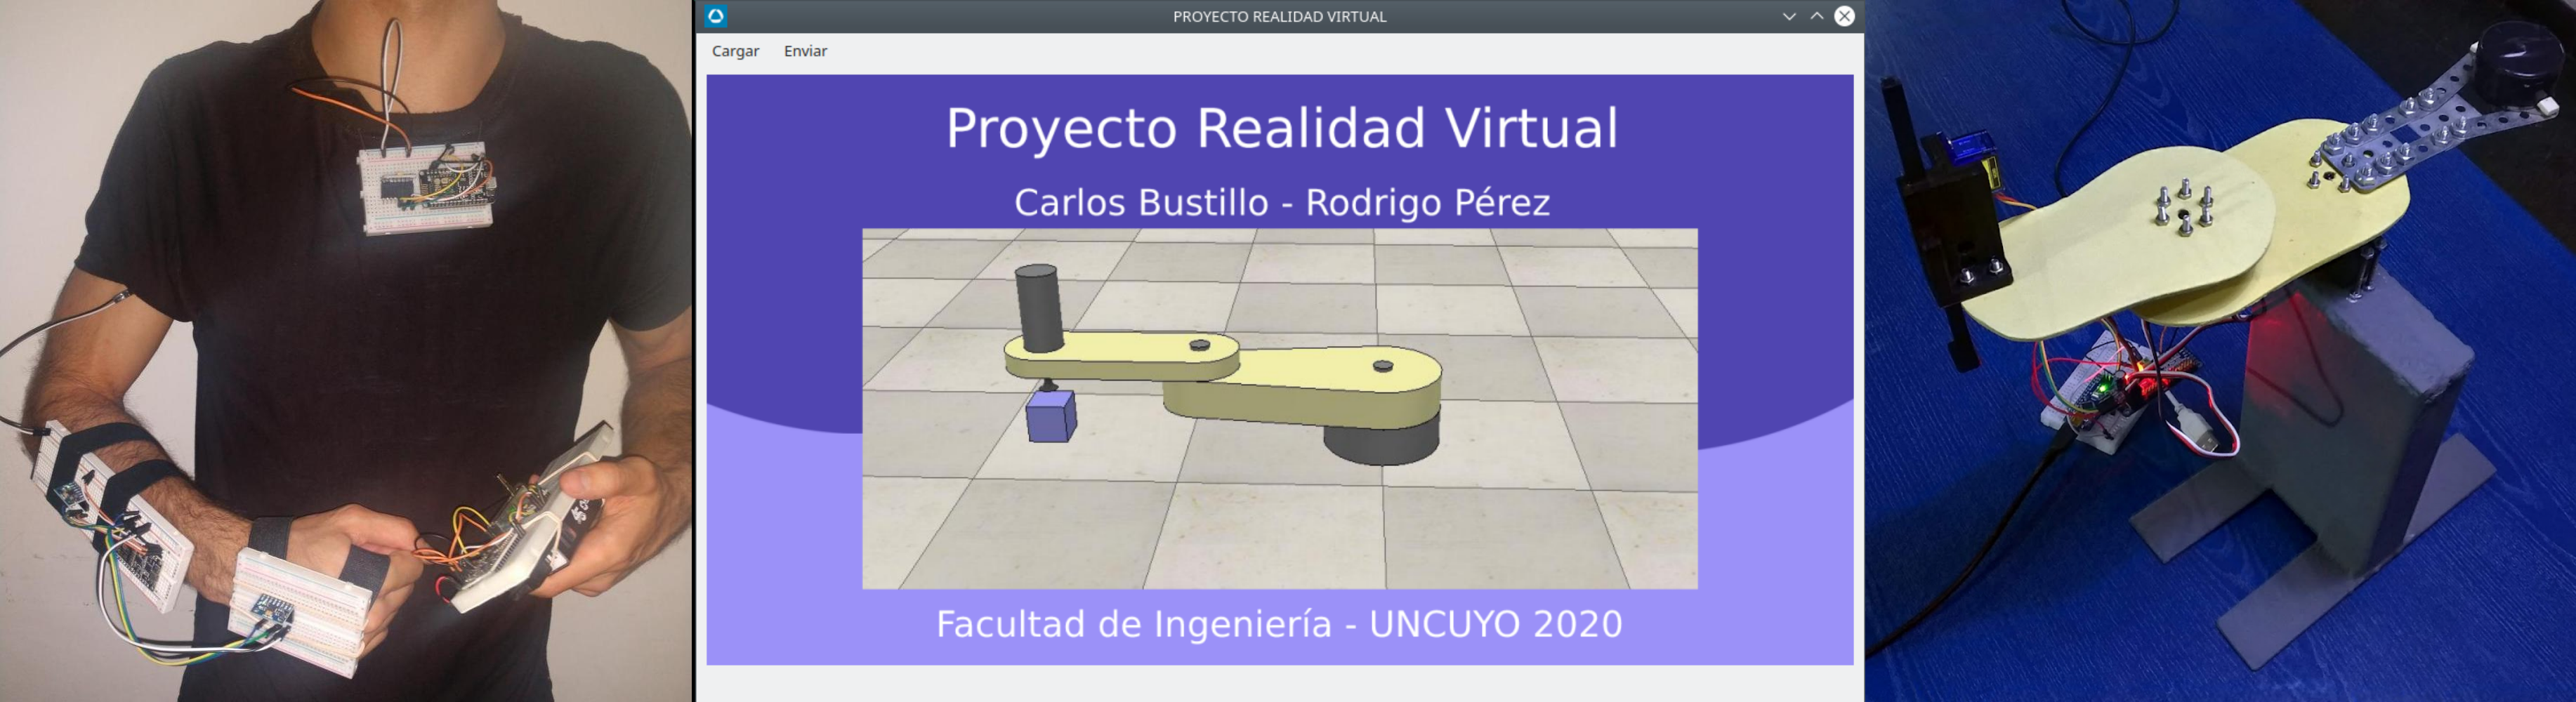 PROYECTO REALIDAD VIRTUAL
Cargar Enviar
Proyecto Realidad Virtual
Carlos Bustillo - Rodrigo Pérez
Facultad de Ingeniería - UNCUYO 2020